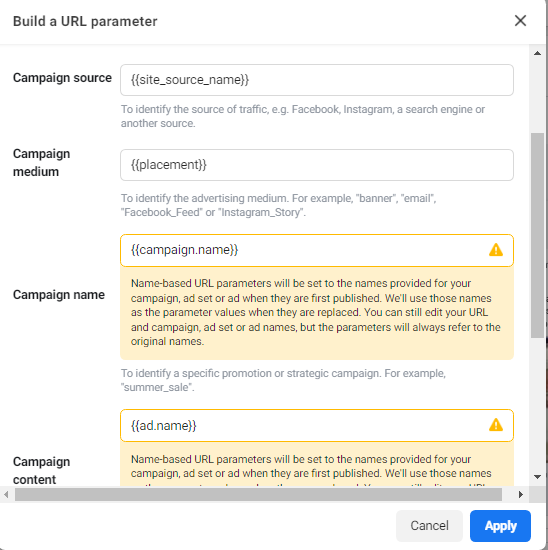 Build a URL parameter
Campaign source
{{site_source_name}}
To identify the source of traffic, e.g. Facebook, Instagram, a search engine or
another source.
Campaign
medium
{{placement}}
To identify the advertising medium. For example, "banner", "email",
"Facebook_Feed" or "Instagram_Story".
{{campaign.name}}
Campaign name
Name-based URL parameters will be set to the names provided for your
campaign, ad set or ad when they are first published. We'll use those names
as the parameter values when they are replaced. You can still edit your
URL and campaign, ad set or ad names, but the parameters will always refer to the
original names.
To identify a specific promotion or strategic campaign. For example,
"summer_sale".
{{ad.name}}
Campaign
content
Name-based URL parameters will be set to the names provided for your
campaign, ad set or ad when they are first published. We'll use those names
Cancel
Apply